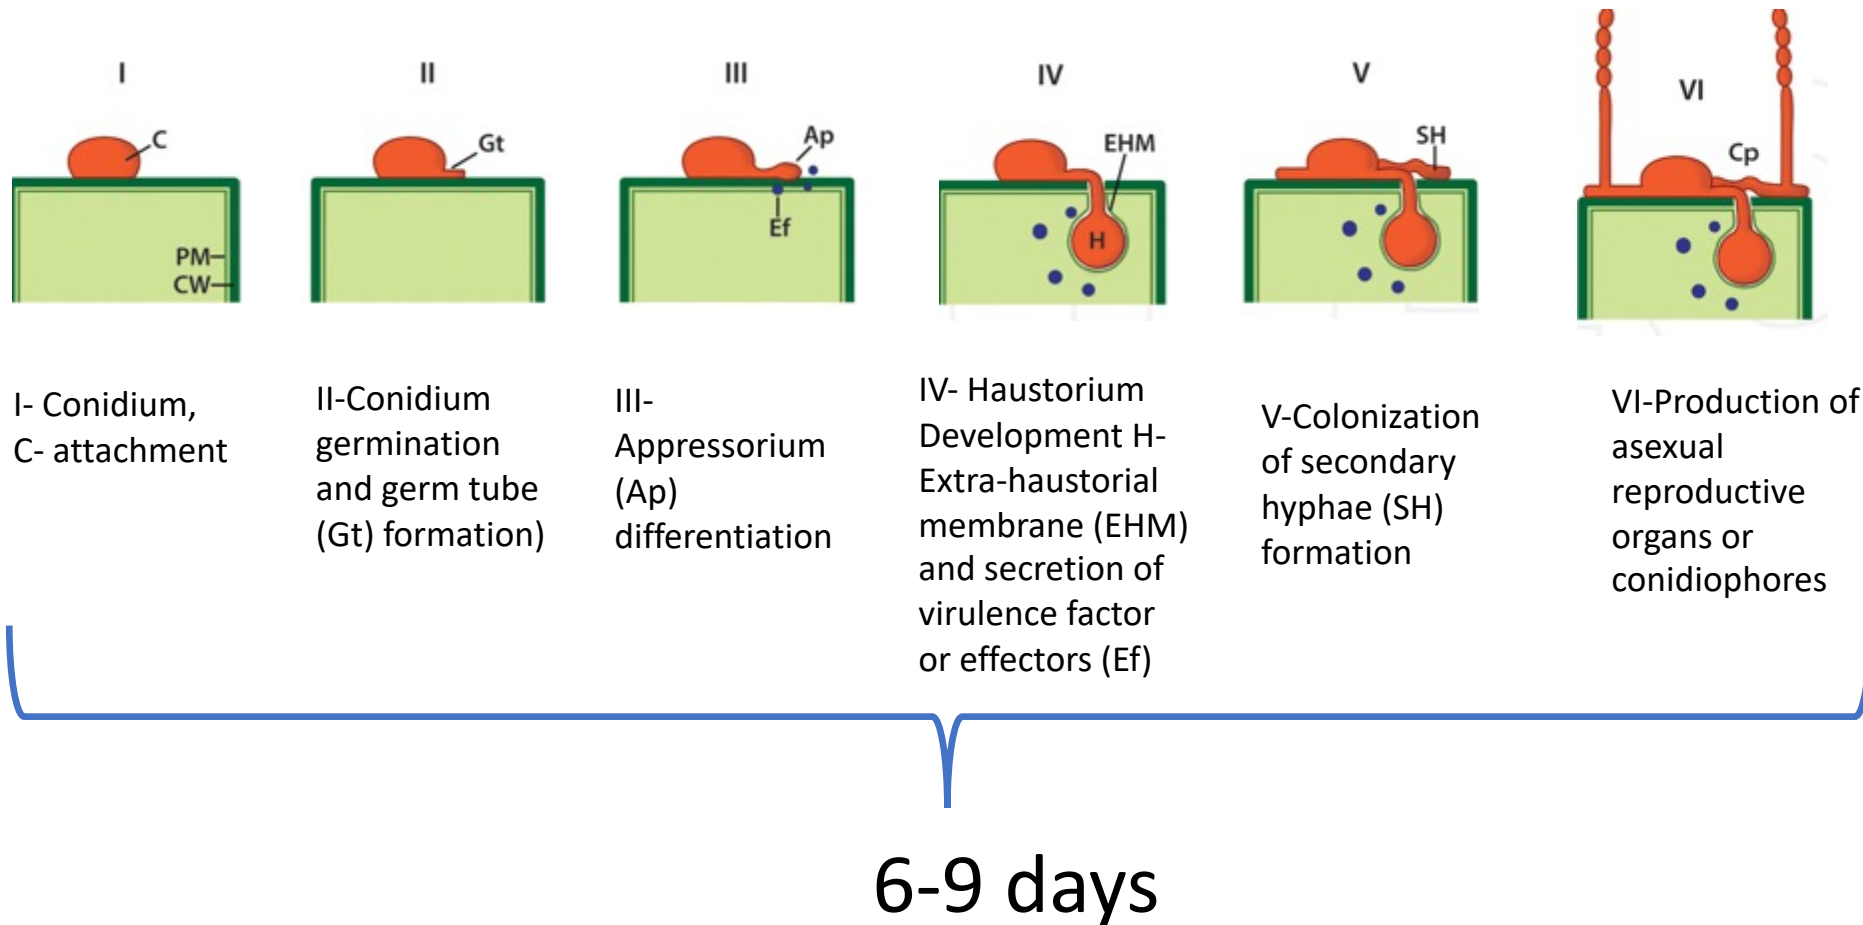 I
II
III
IV
V
VI
C
PM
CW
Gt
Ap
Ef
EHM
H
SH
Cp
I- Conidium,
C- attachment
II-Conidium
germination
and germ tube
(Gt) formation)
III-
Appressorium
(Ap)
differentiation
IV- Haustorium
Development H-
Extra-haustorial
membrane (EHM)
and secretion of
virulence factor
or effectors (Ef)
V-Colonization
of secondary
hyphae (SH)
formation
VI-Production of
asexual
reproductive
organs or
conidiophores
6-9 days